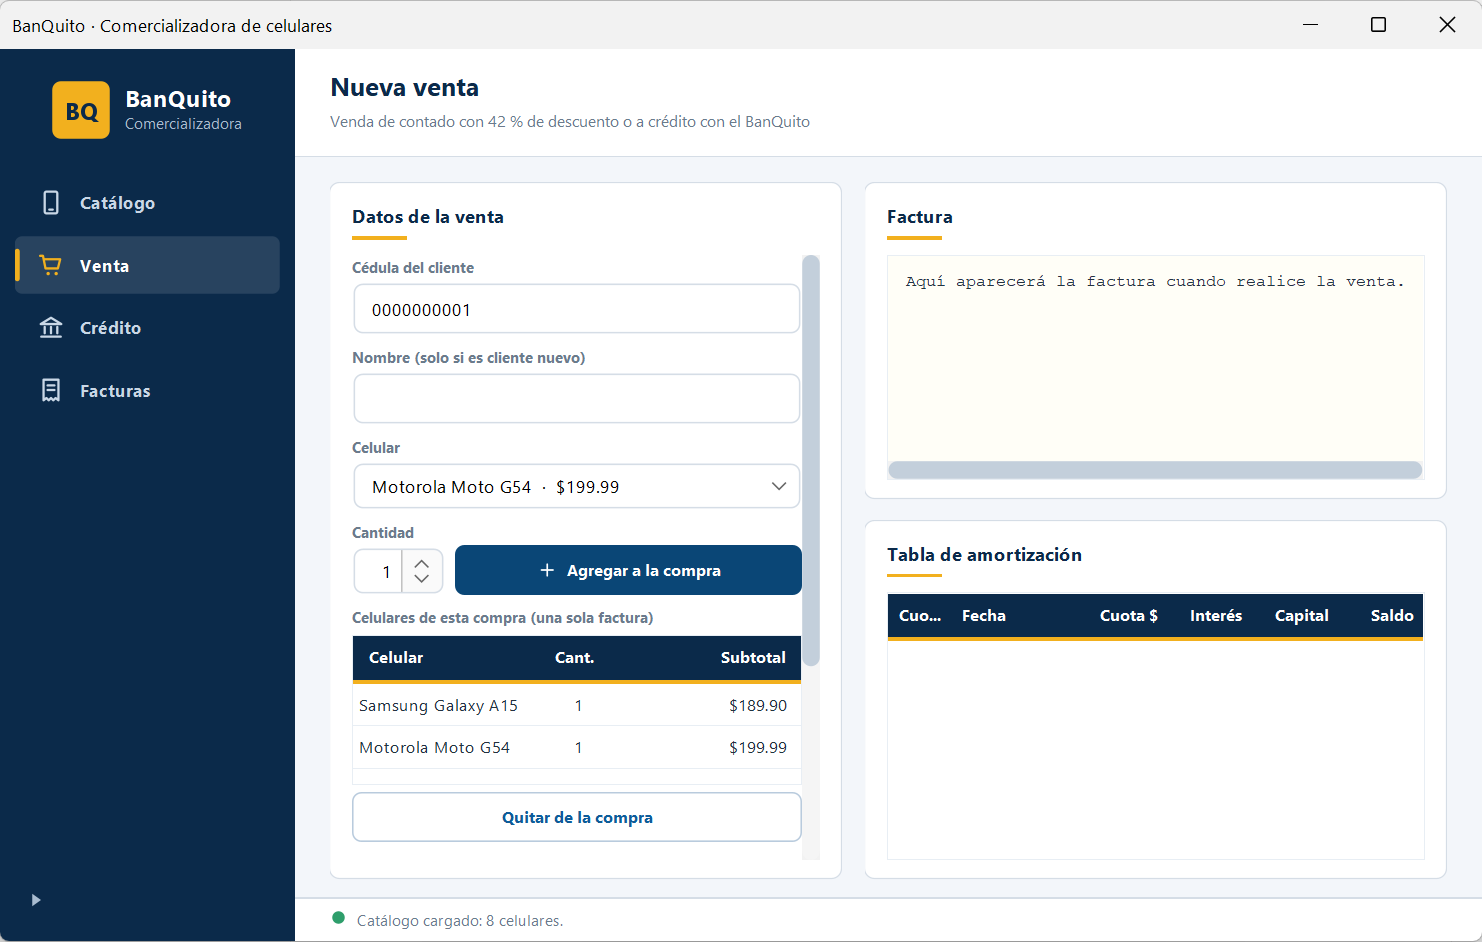 BanQuito · Comercializadora de celulares
BQ
BanQuito
Comercializadora
Catálogo
Venta
Crédito
Facturas
Nueva venta
Venda de contado con 42 % de descuento o a crédito con el BanQuito
Datos de la venta
Cédula del cliente
0000000001
Nombre (solo si es cliente nuevo)
Celular
Motorola Moto G54 · $199.99
Cantidad
1
+ Agregar a la compra
Celulares de esta compra (una sola factura)
Celular Cant. Subtotal
Samsung Galaxy A15 1 $189.90
Motorola Moto G54 1 $199.99
Quitar de la compra
Factura
Aquí aparecerá la factura cuando realice la venta.
Tabla de amortización
Cuo... Fecha Cuota $ Interés Capital Saldo
Catálogo cargado: 8 celulares.